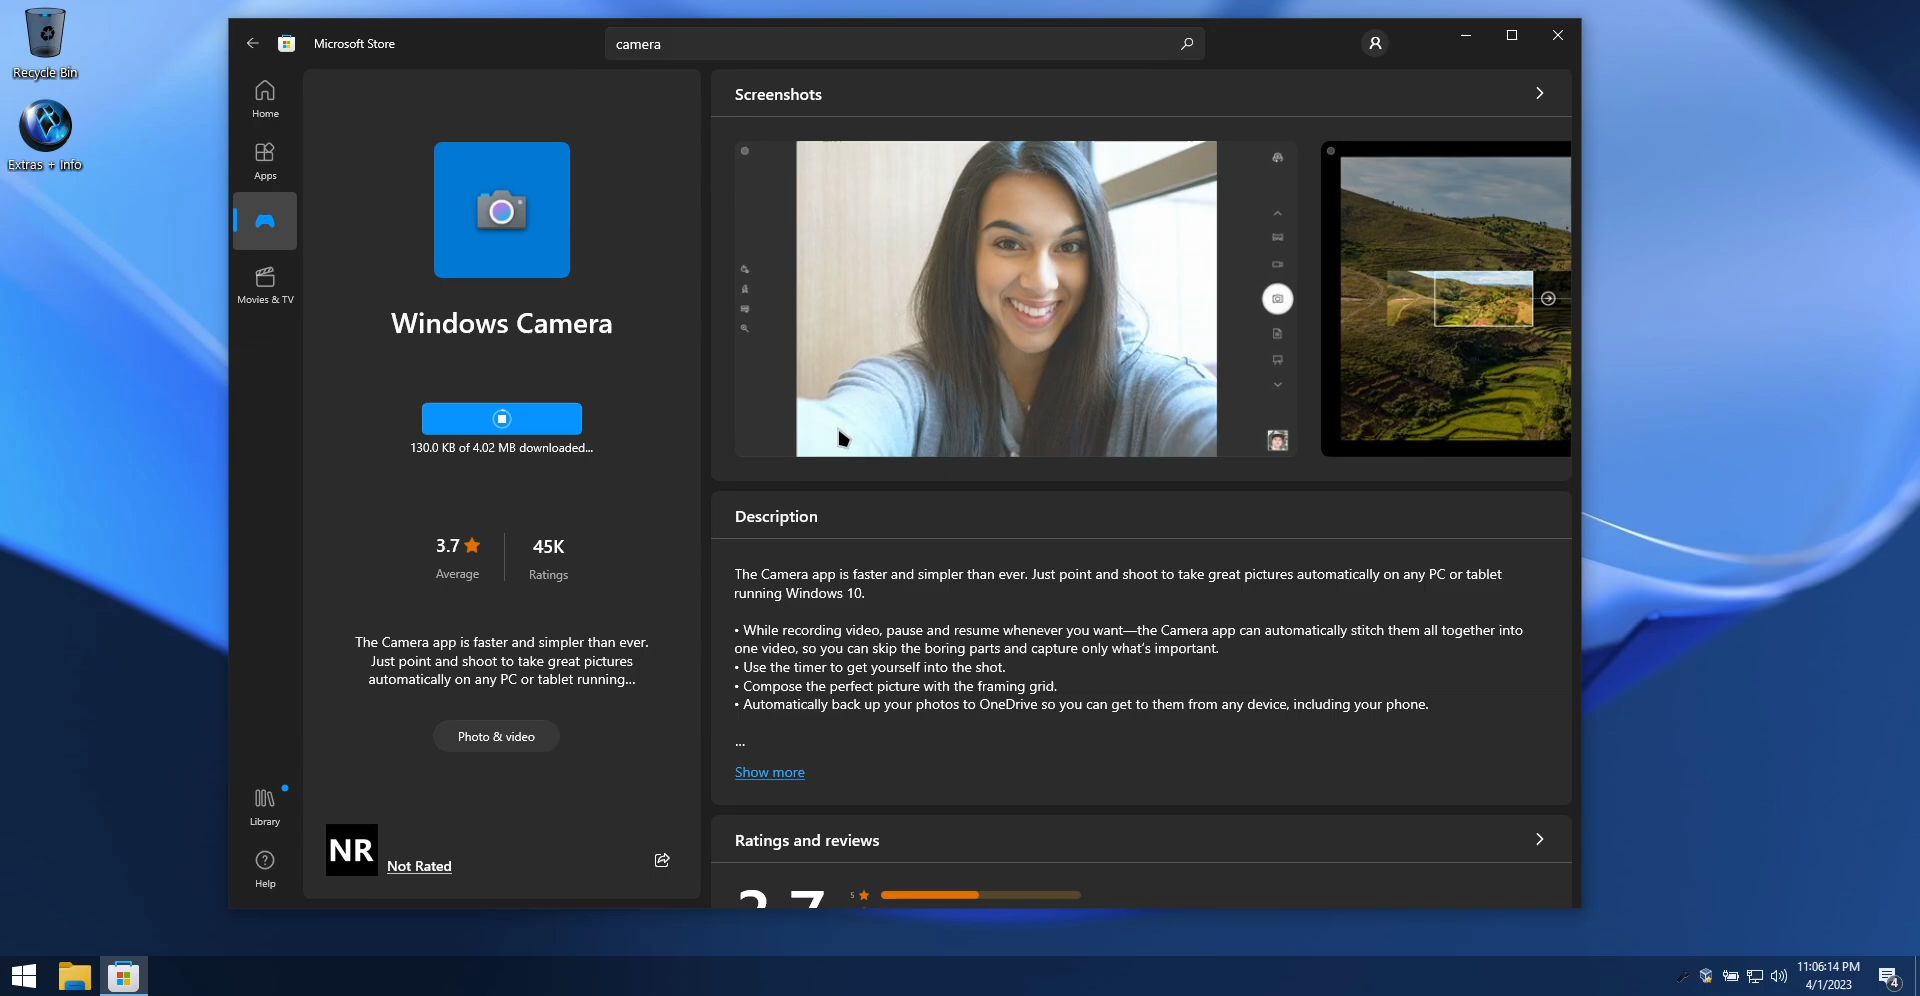 Recycle Bin
Extras + Info
Microsoft Store
camera
Home
Apps
Movies & TV
Library
Help
Windows Camera
130.0 KB of 4.02 MB downloaded...
3.7
Average
45K
Ratings
The Camera app is faster and simpler than ever.
Just point and shoot to take great pictures
automatically on any PC or tablet running...
Photo & video
NR
Not Rated
Screenshots
Description
The Camera app is faster and simpler than ever. Just point and shoot to take great pictures automatically on any PC or tablet
running Windows 10.
• While recording video, pause and resume whenever you want—the Camera app can automatically stitch them all together into
one video, so you can skip the boring parts and capture only what's important.
• Use the timer to get yourself into the shot.
• Compose the perfect picture with the framing grid.
• Automatically back up your photos to OneDrive so you can get to them from any device, including your phone.
...
Show more
Ratings and reviews
3.7
5
11:06:14 PM
4/1/2023
4